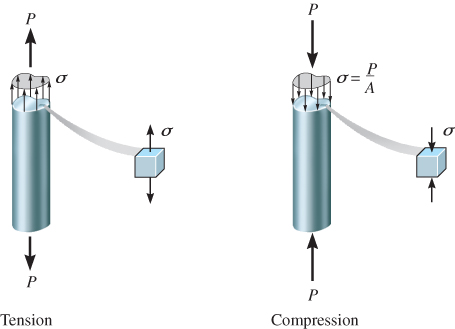 P
σ
σ
P
Tension
P
σ = P/A
σ
P
Compression